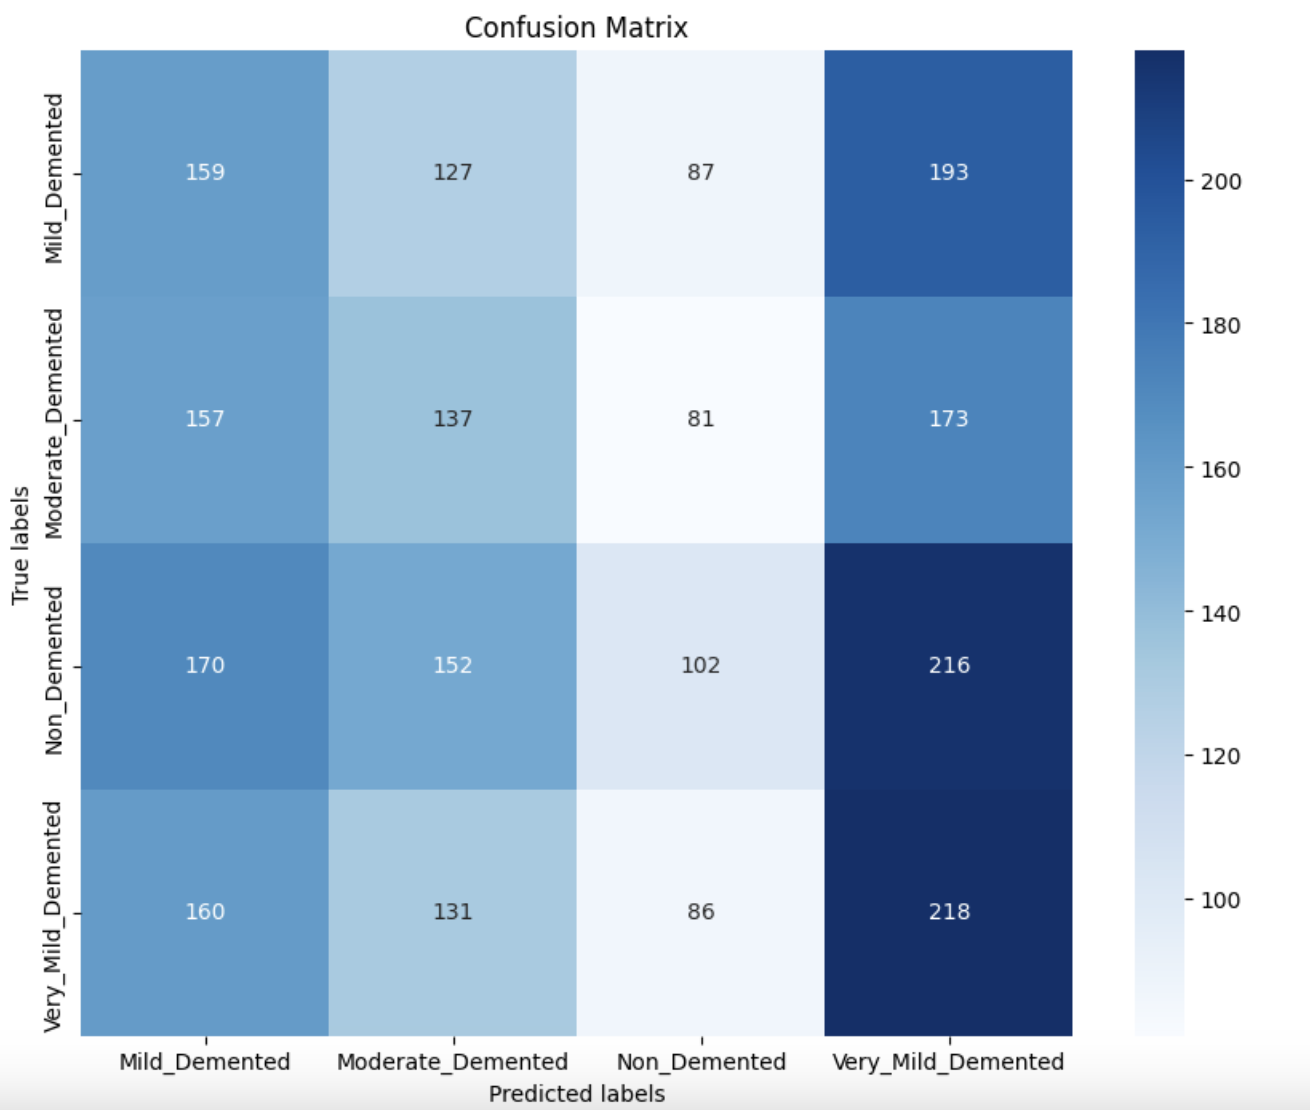 Confusion Matrix
True labels
Mild_Demented
159 127 87 193
Moderate_Demented
157 137 81 173
Non_Demented
170 152 102 216
Very_Mild_Demented
160 131 86 218
Mild_Demented Moderate_Demented Non_Demented Very_Mild_Demented
Predicted labels
200
180
160
140
120
100